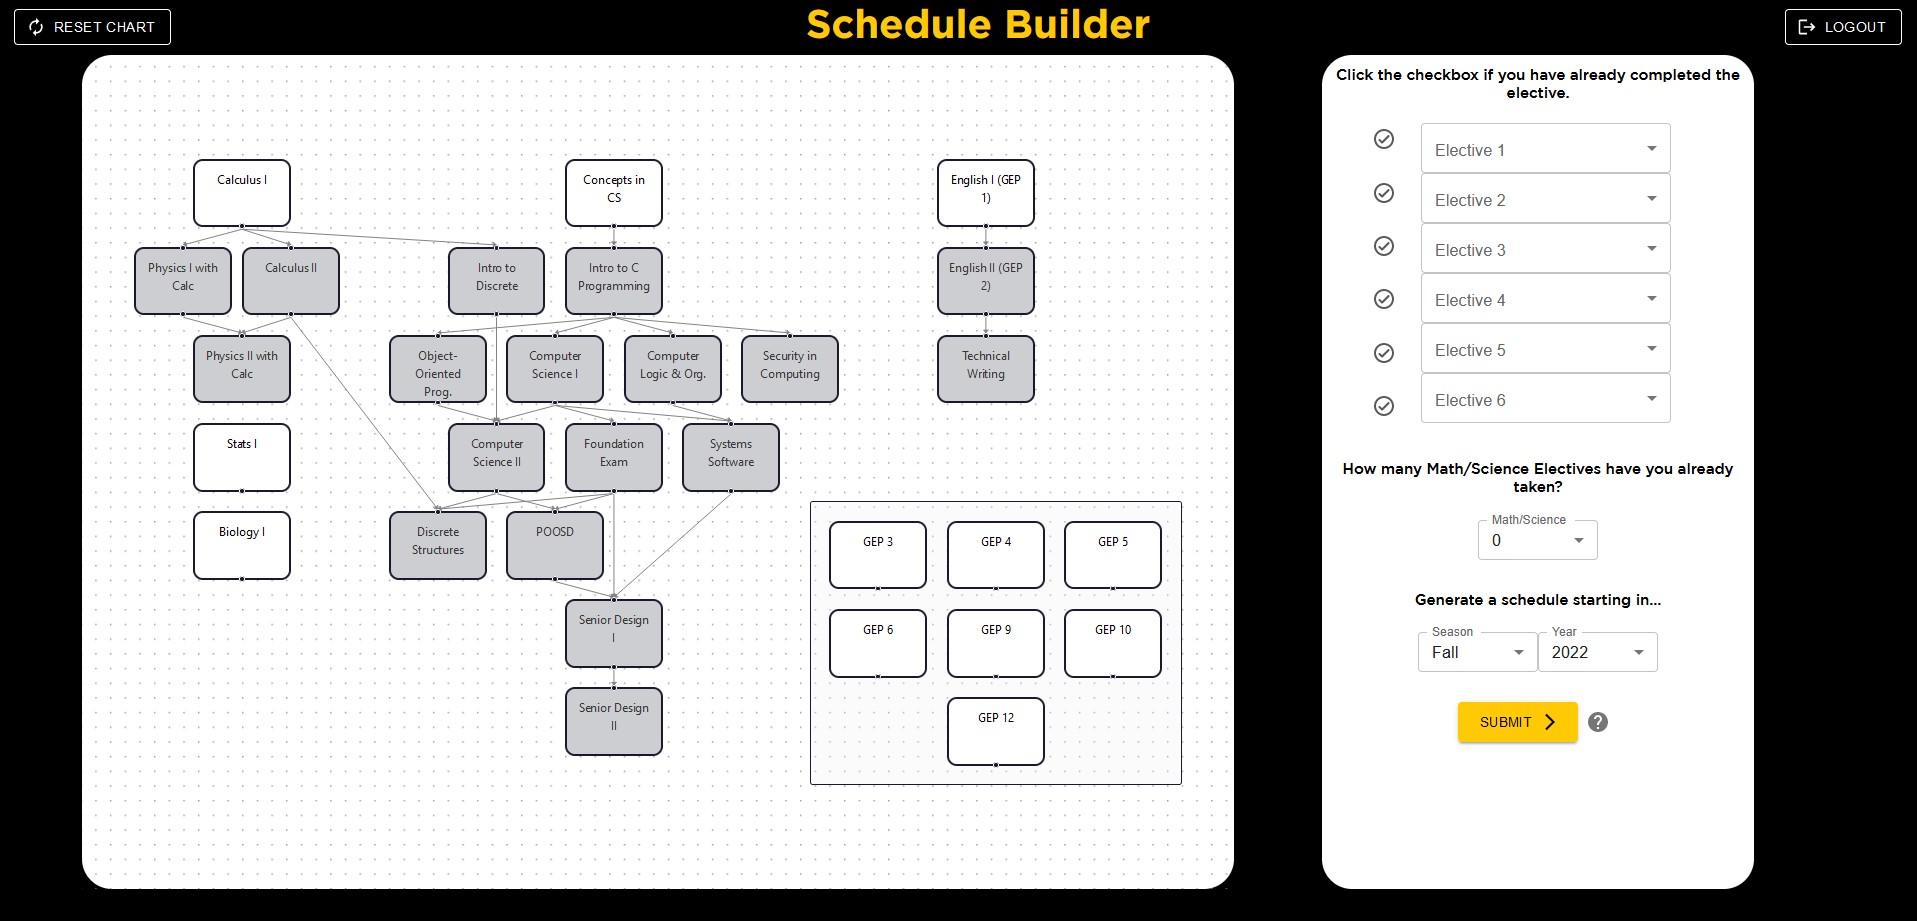 RESET CHART
Schedule Builder
LOGOUT
Calculus I
Concepts in
CS
English I (GEP
1)
Physics I with
Calc
Calculus II
Intro to
Discrete
Intro to C
Programming
English II (GEP
2)
Physics II with
Calc
Object-
Oriented
Prog.
Computer
Science I
Computer
Logic & Org.
Security in
Computing
Technical
Writing
Stats I
Computer
Science II
Foundation
Exam
Systems
Software
Biology I
Discrete
Structures
POOSD
Senior Design
I
Senior Design
II
GEP 3
GEP 4
GEP 5
GEP 6
GEP 9
GEP 10
GEP 12
Click the checkbox if you have already completed the
elective.
Elective 1
Elective 2
Elective 3
Elective 4
Elective 5
Elective 6
How many Math/Science Electives have you already
taken?
Math/Science
0
Generate a schedule starting in...
Season
Fall
Year
2022
SUBMIT
?